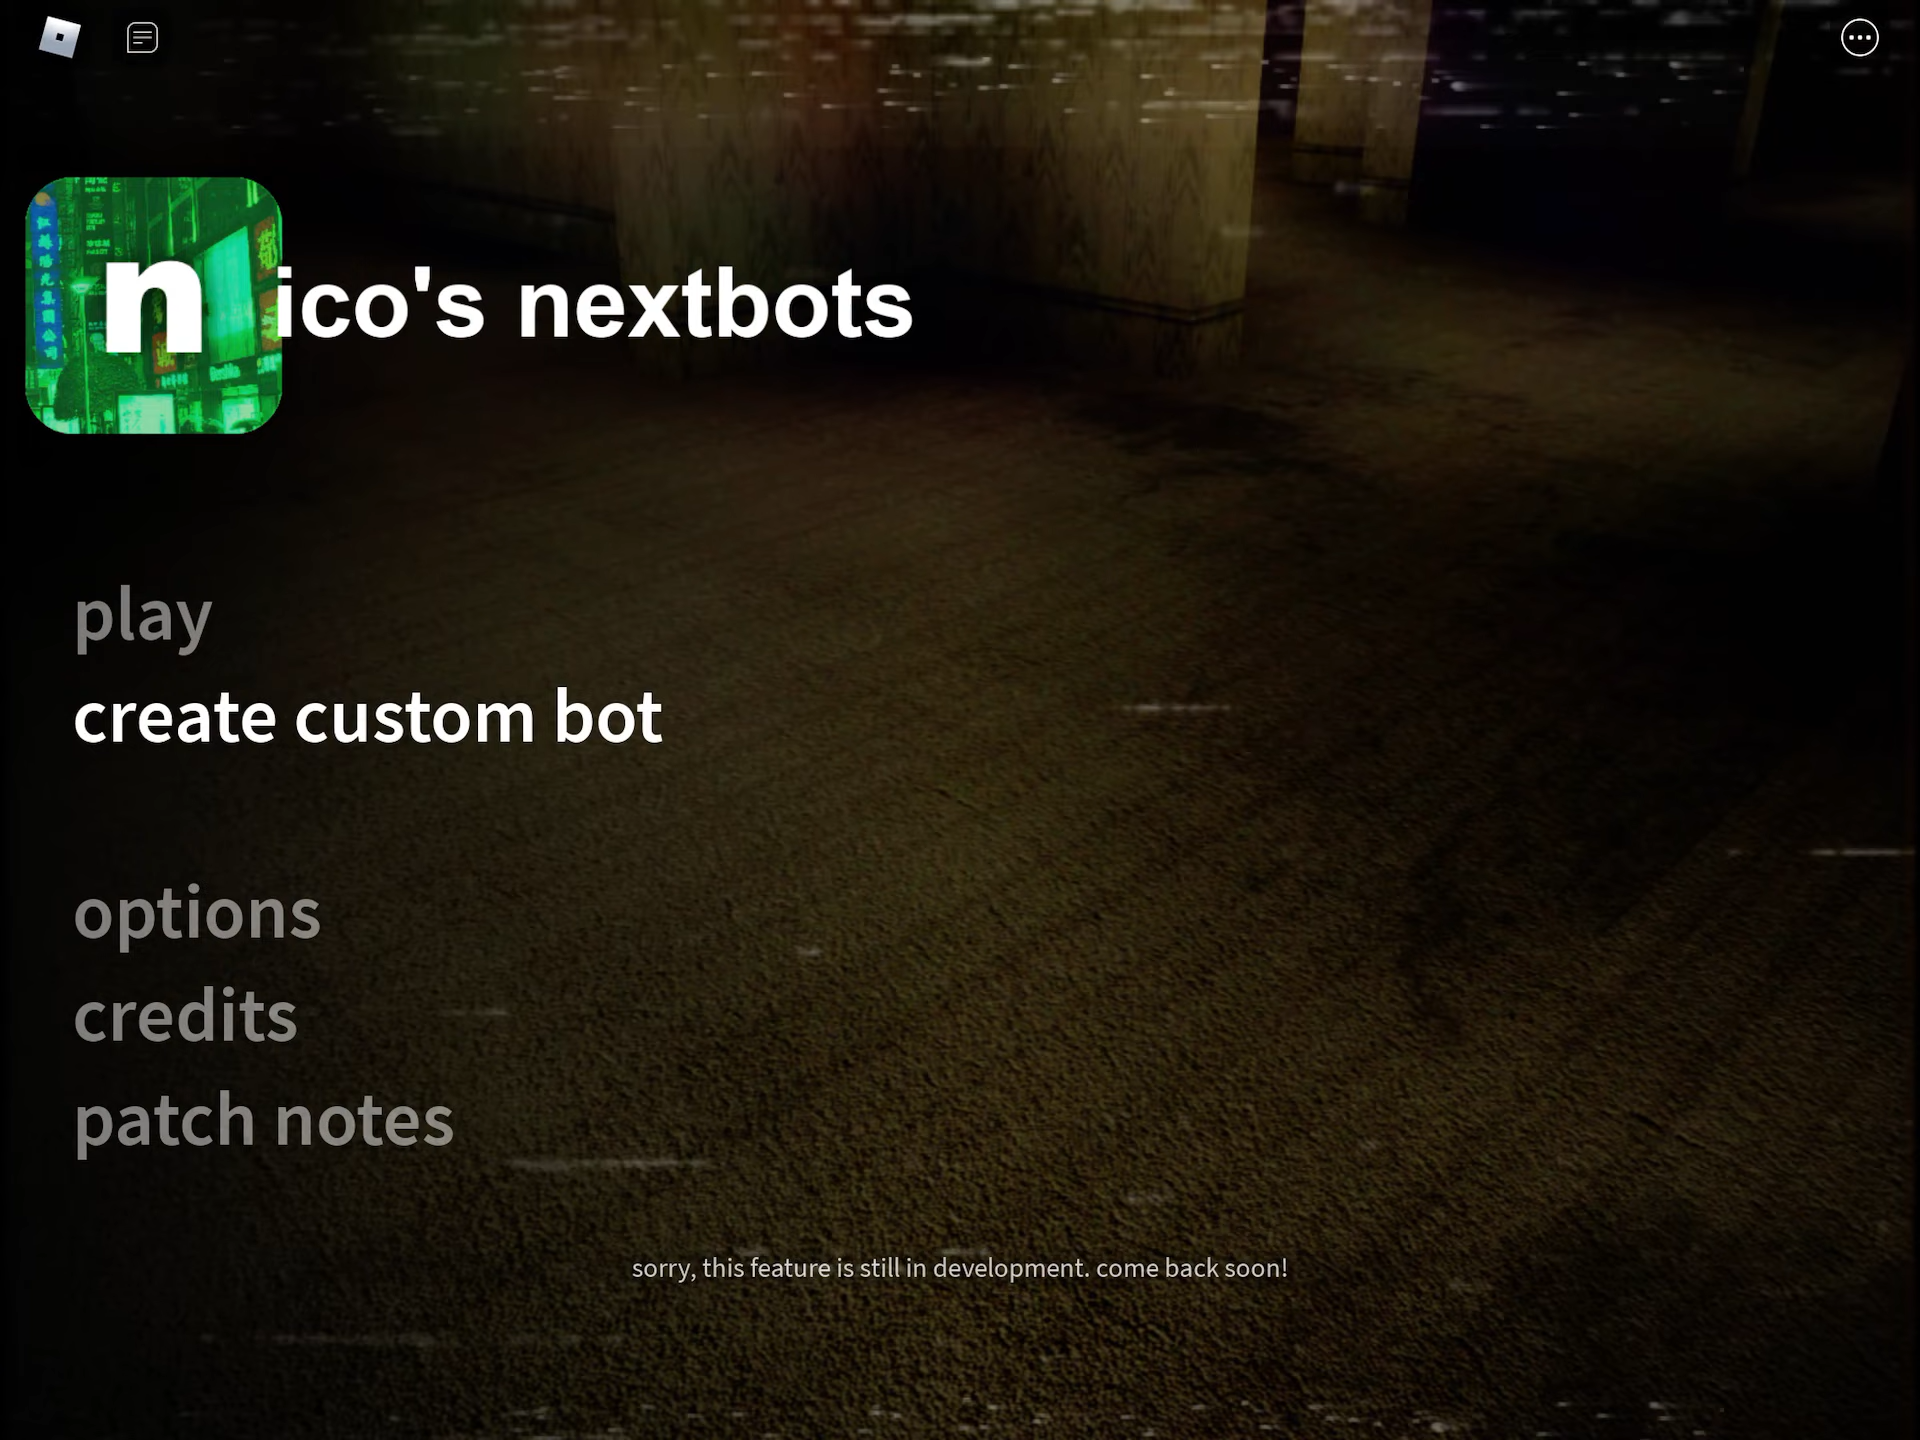 n
ico's nextbots
play
create custom bot
options
credits
patch notes
sorry, this feature is still in development. come back soon!